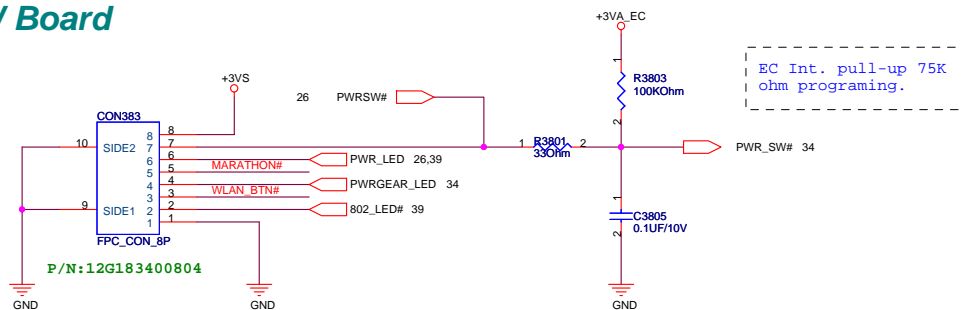 Board
+3VA_EC
+3VS
R3803
100KOhm
EC Int. pull-up 75K
ohm programing.
26 PWRSW#
CON383
10 SIDE2
9 SIDE1
8 8
7 7
6 6
5 5
4 4
3 3
2 2
1 1
FPC_CON_8P
P/N:12G183400804
MARATHON#
WLAN_BTN#
PWR_LED 26,39
PWRGEAR_LED 34
802_LED# 39
1 R3801 2
33Ohm
1
2
PWR_SW# 34
1
2
C3805
0.1UF/10V
GND
GND
GND